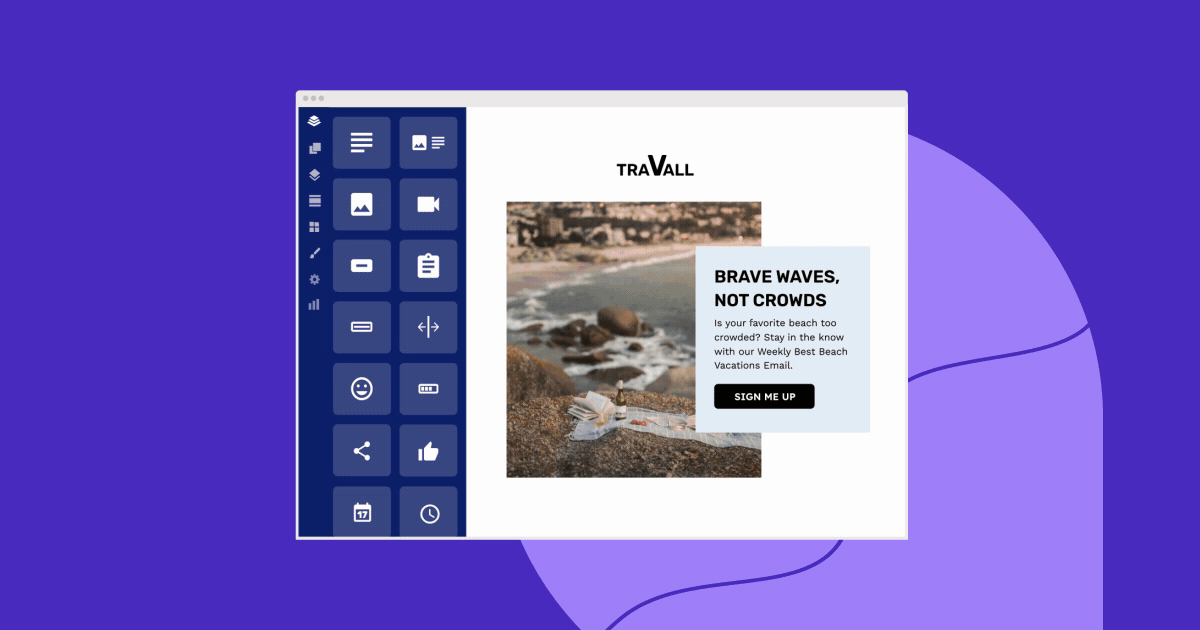 TRAVALL
BRAVE WAVES,
NOT CROWDS
Is your favorite beach too
crowded? Stay in the know
with our Weekly Best Beach
Vacations Email.
SIGN ME UP
17